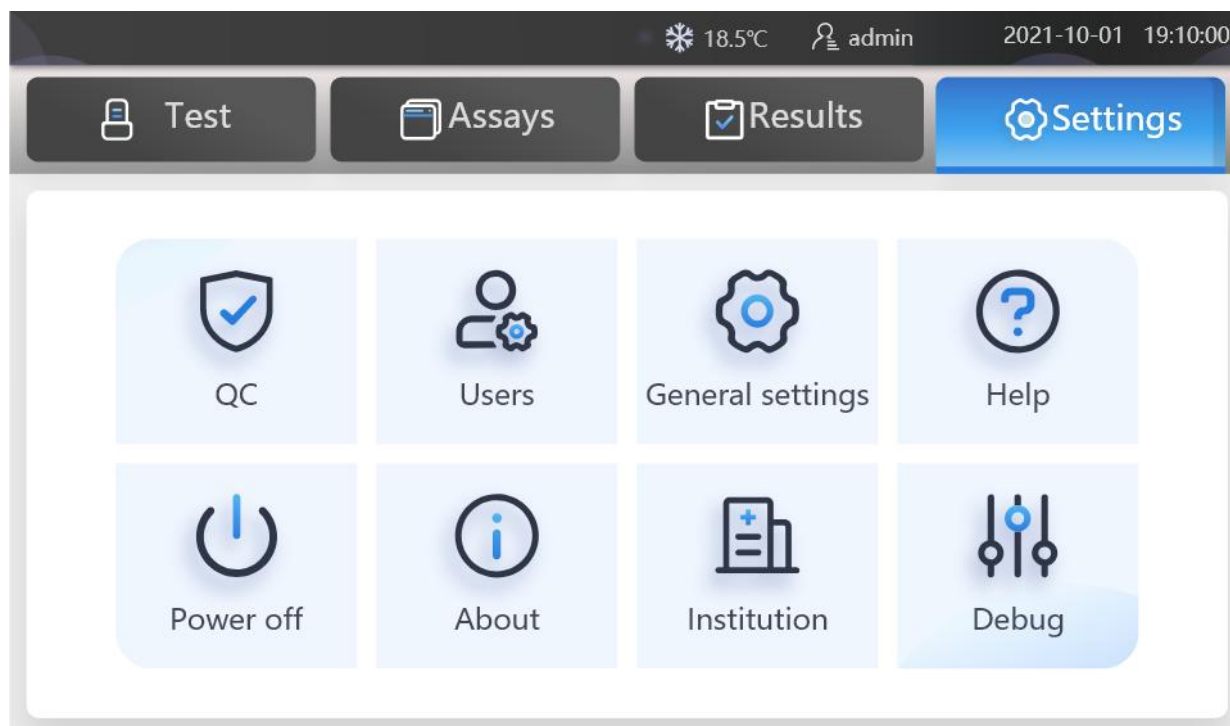 18.5℃ admin 2021-10-01 19:10:00
Test Assays Results Settings
QC Users General settings Help
Power off About Institution Debug